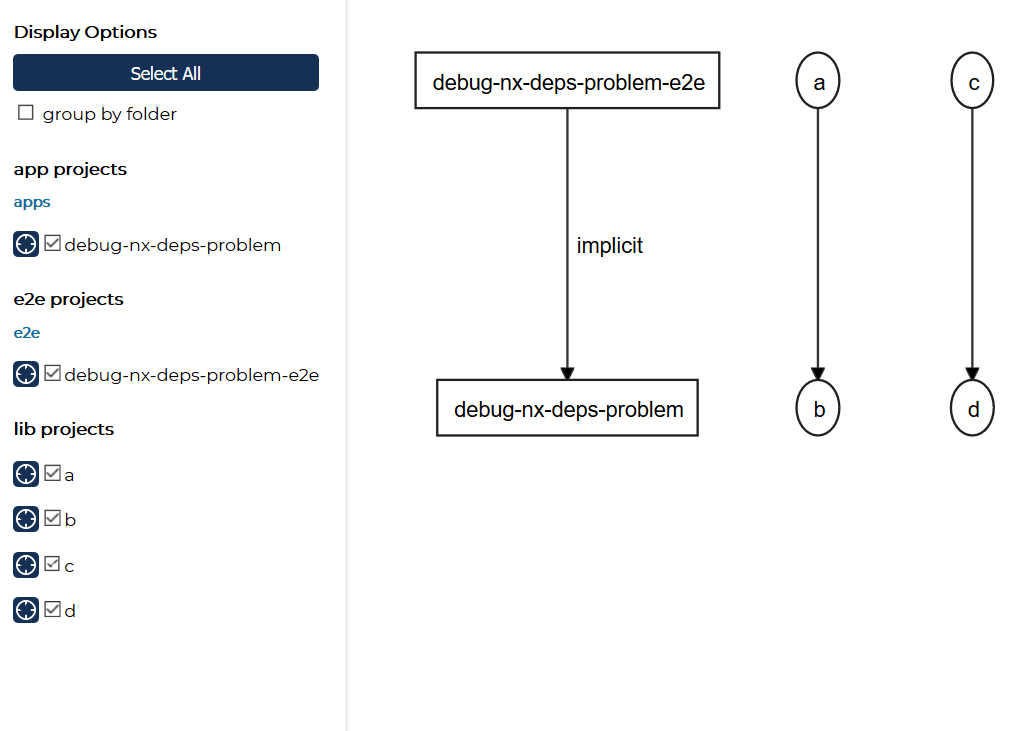 Display Options
Select All
group by folder
app projects
apps
debug-nx-deps-problem
e2e projects
e2e
debug-nx-deps-problem-e2e
lib projects
a
b
c
d
debug-nx-deps-problem-e2e
a
c
implicit
debug-nx-deps-problem
b
d